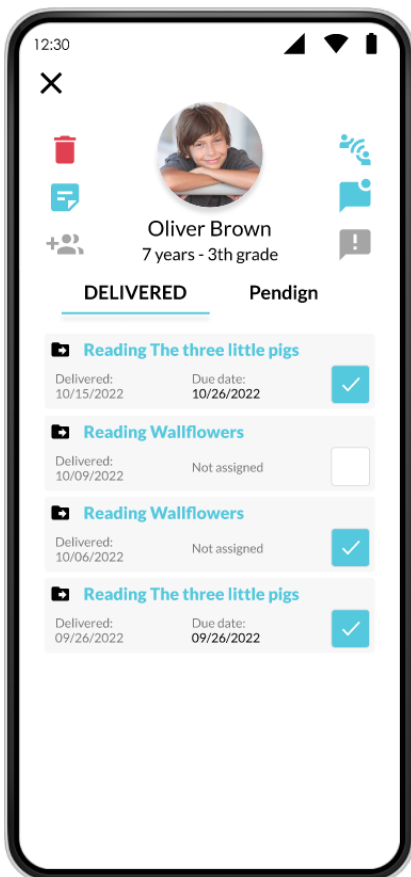 12:30
Oliver Brown
7 years - 3th grade
DELIVERED Pendign
Reading The three little pigs
Delivered: Due date:
10/15/2022 10/26/2022
Reading Wallflowers
Delivered:
10/09/2022 Not assigned
Reading Wallflowers
Delivered:
10/06/2022 Not assigned
Reading The three little pigs
Delivered: Due date:
09/26/2022 09/26/2022